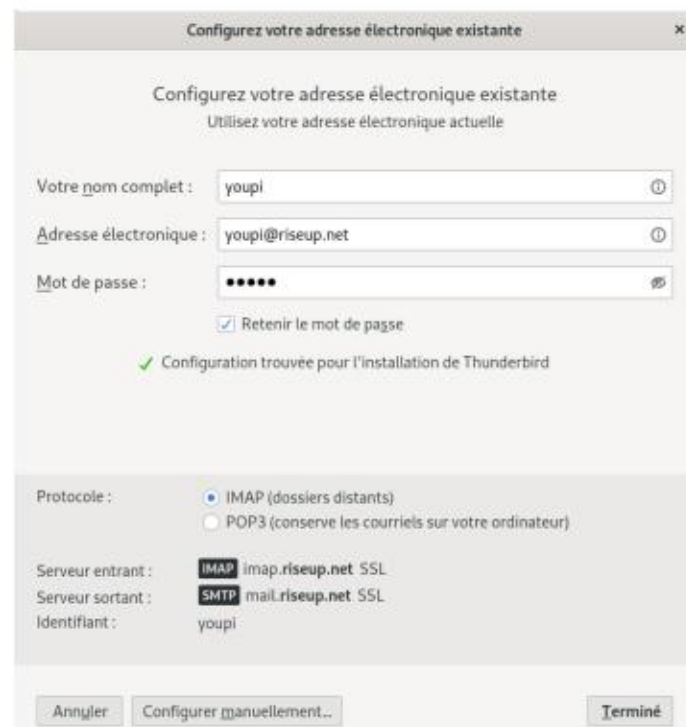 Configurez votre adresse électronique existante ×
Configurez votre adresse électronique existante
Utilisez votre adresse électronique actuelle
Votre nom complet : youpi
Adresse électronique : youpi@riseup.net
Mot de passe : •••••
Retenir le mot de passe
Configuration trouvée pour l'installation de Thunderbird
Protocole : IMAP (dossiers distants)
POP3 (conserve les courriels sur votre ordinateur)
Serveur entrant : IMAP imap.riseup.net SSL
Serveur sortant : SMTP mail.riseup.net SSL
Identifiant : youpi
Annuler Configurer manuellement... Terminé